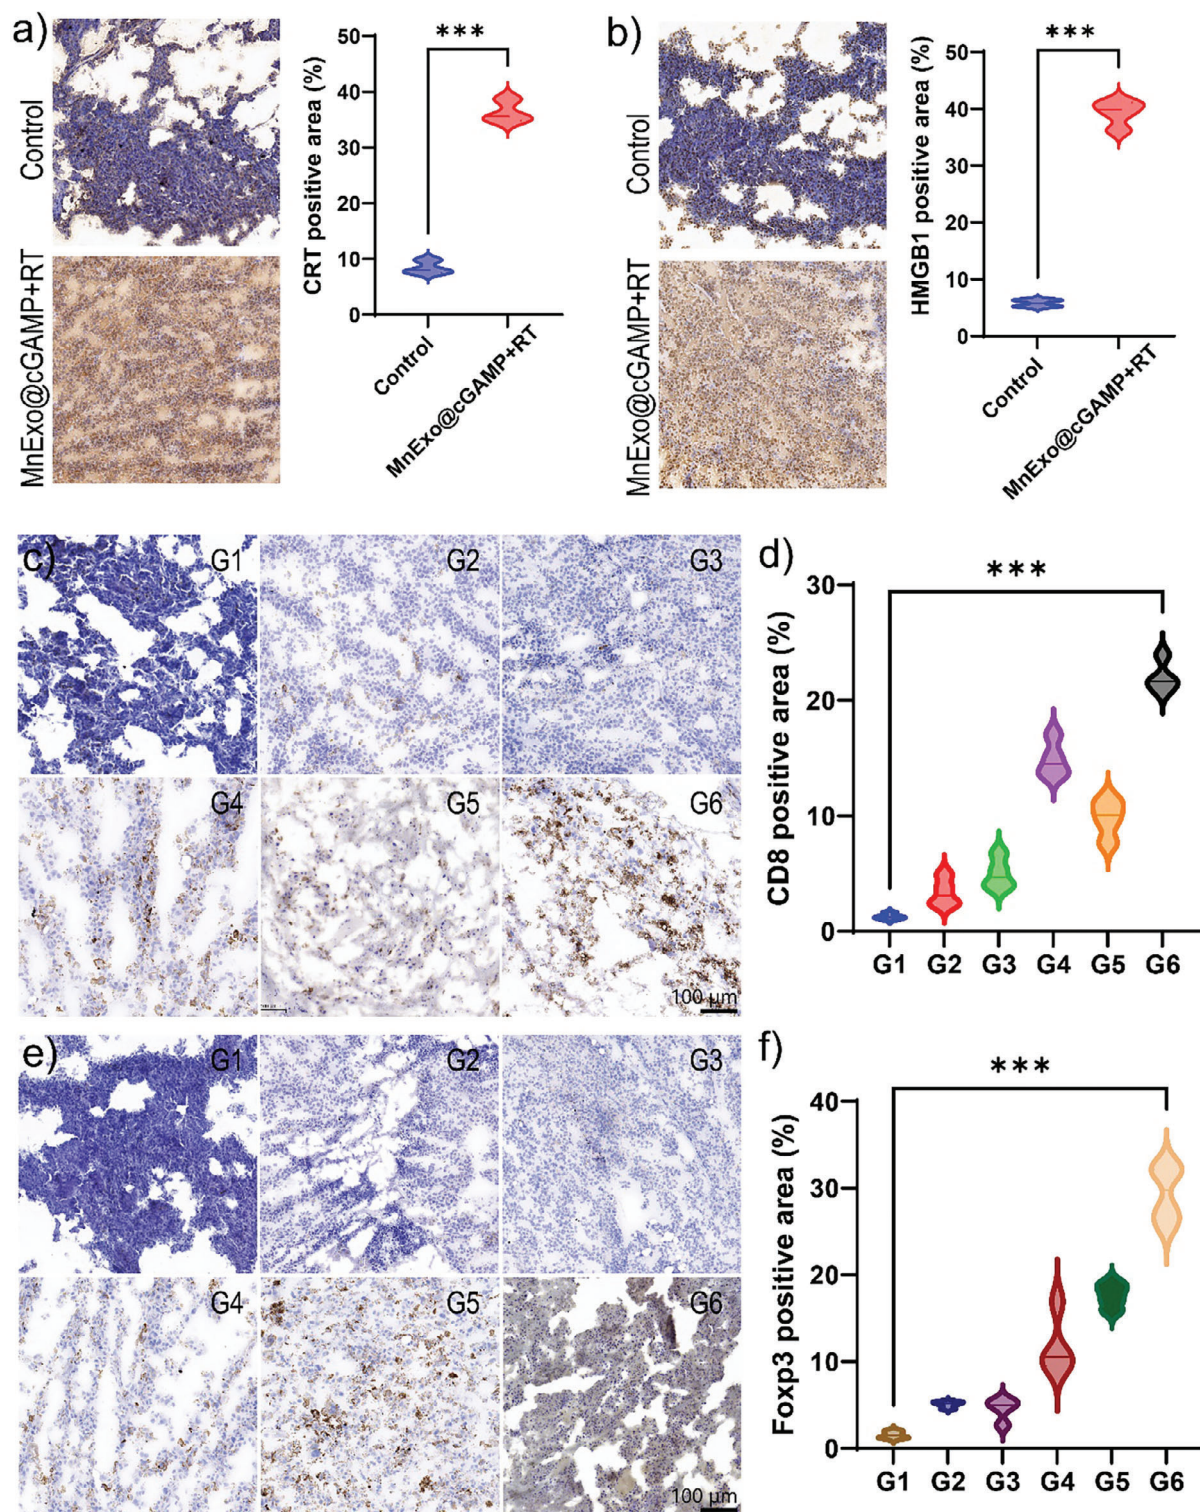 a)
Control
MnExo@cGAMP+RT
CRT positive area (%)
50
40
30
20
10
0
***
Control
MnExo@cGAMP+RT
b)
Control
MnExo@cGAMP+RT
HMGB1 positive area (%)
50
40
30
20
10
0
***
Control
MnExo@cGAMP+RT
c)
G1
G2
G3
G4
G5
G6
100 μm
d)
CD8 positive area (%)
30
20
10
0
***
G1 G2 G3 G4 G5 G6
e)
G1
G2
G3
G4
G5
G6
100 μm
f)
Foxp3 positive area (%)
40
30
20
10
0
***
G1 G2 G3 G4 G5 G6